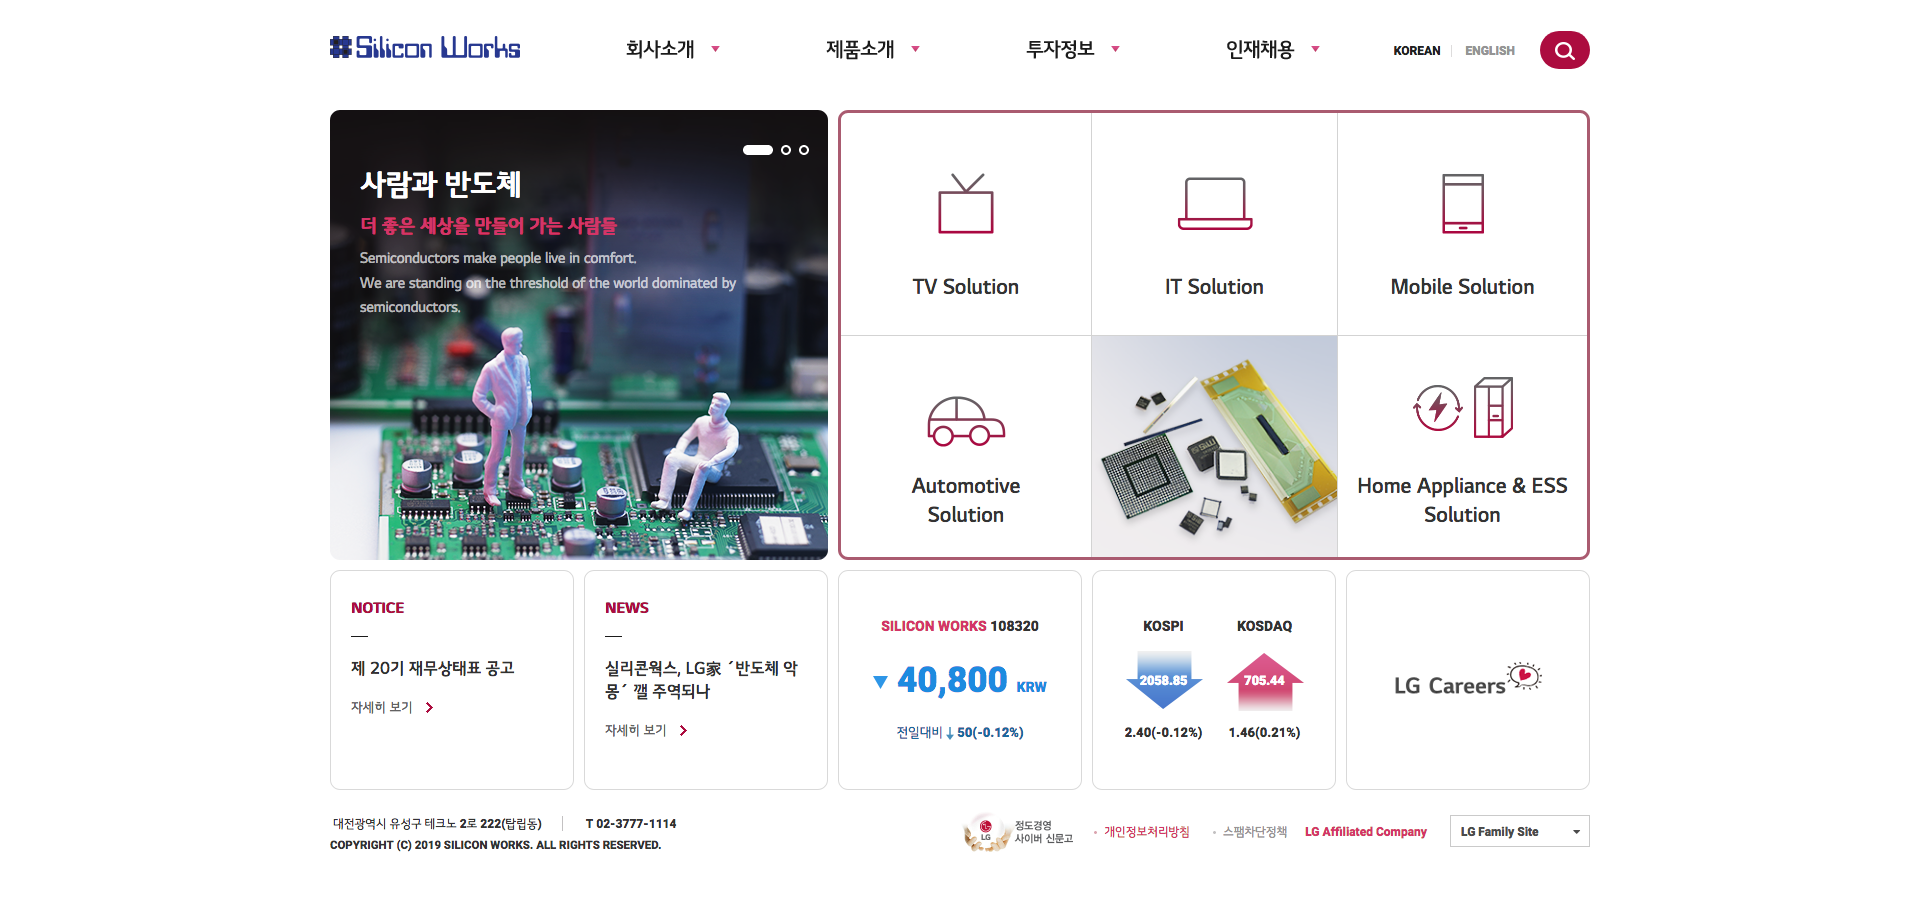 Silicon Works
회사소개
제품소개
투자정보
인재채용
KOREAN
ENGLISH
사람과 반도체
더 좋은 세상을 만들어 가는 사람들
Semiconductors make people live in comfort.
We are standing on the threshold of the world dominated by
semiconductors.
TV Solution
IT Solution
Mobile Solution
Automotive
Solution
Home Appliance & ESS
Solution
NOTICE
제 20기 재무상태표 공고
자세히 보기
NEWS
실리콘웍스, LG家 ´반도체 악
몽´ 깰 주역되나
자세히 보기
SILICON WORKS 108320
▼ 40,800 KRW
전일대비 ↓ 50(-0.12%)
KOSPI
2058.85
2.40(-0.12%)
KOSDAQ
705.44
1.46(0.21%)
LG Careers
대전광역시 유성구 테크노 2로 222(탑립동)
T 02-3777-1114
COPYRIGHT (C) 2019 SILICON WORKS. ALL RIGHTS RESERVED.
LG
정도경영
사이버 신문고
개인정보처리방침
스팸차단정책
LG Affiliated Company
LG Family Site